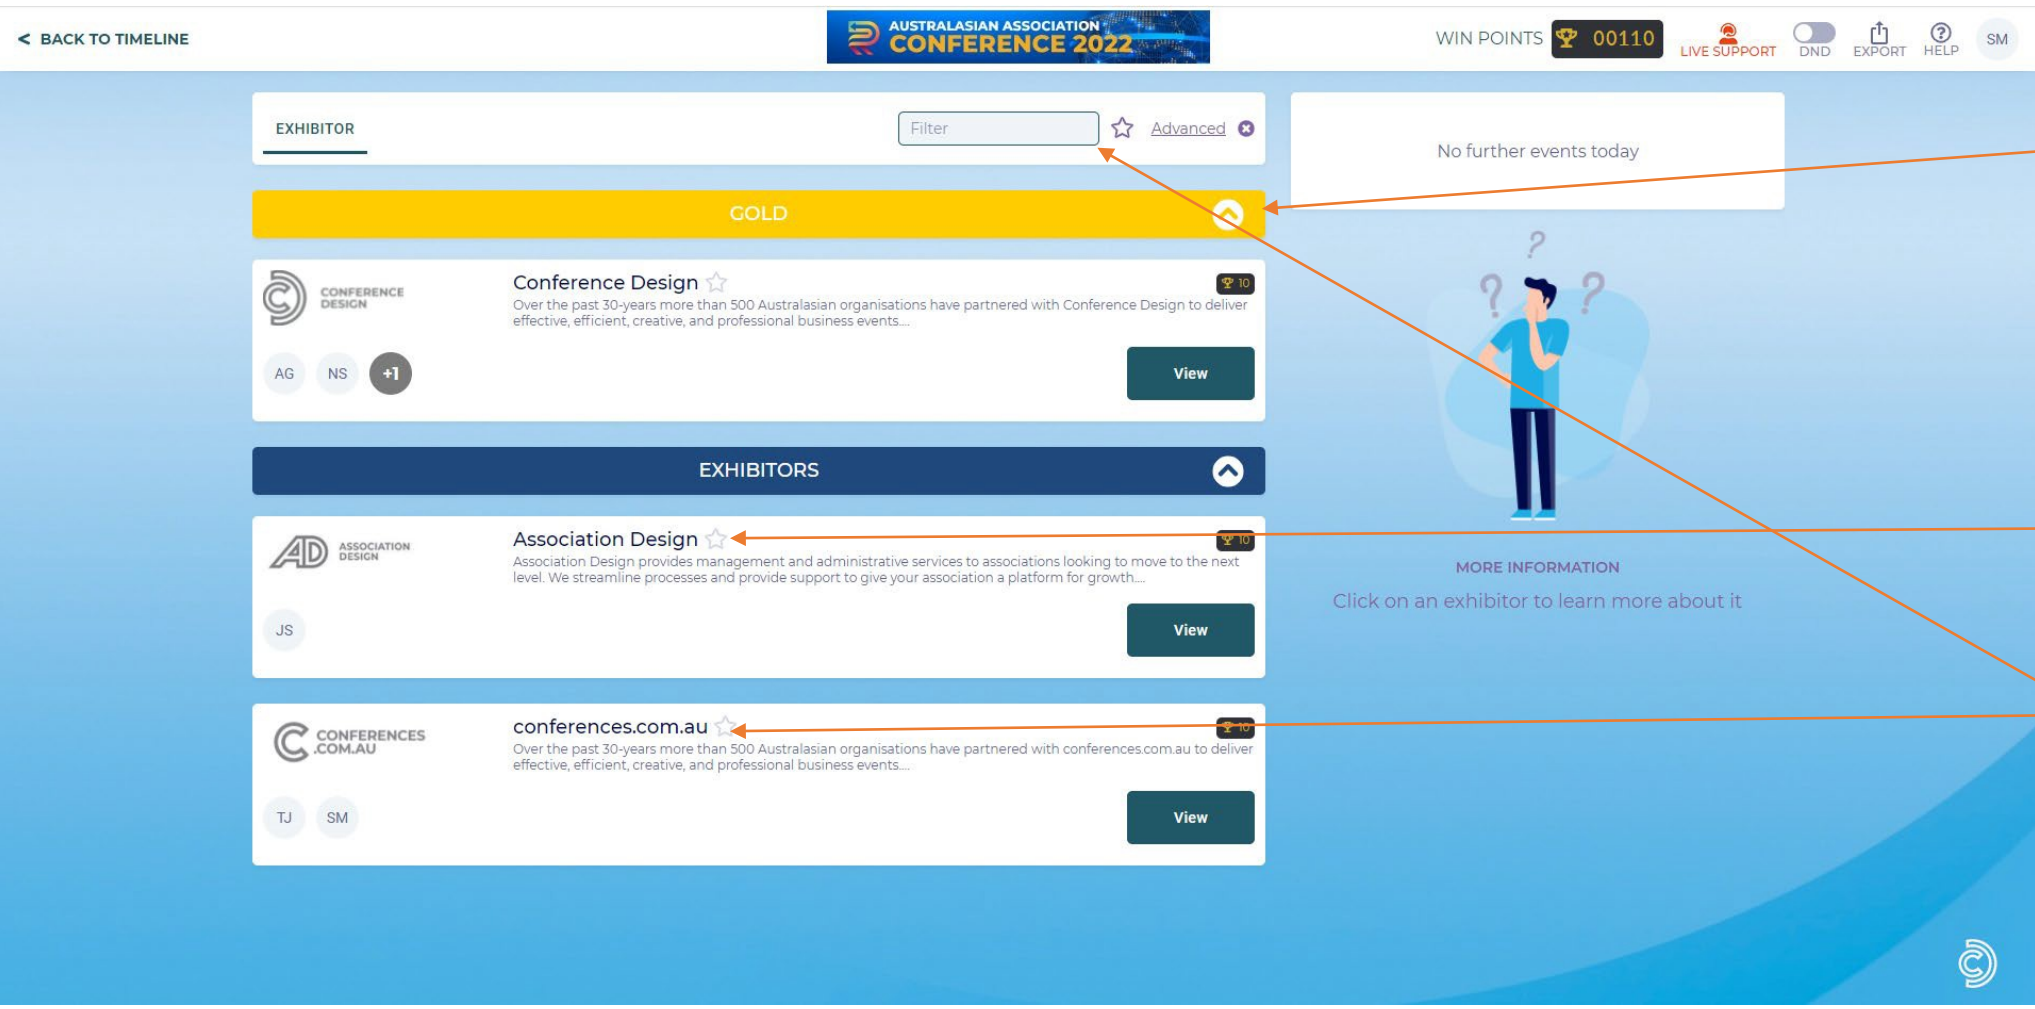 < BACK TO TIMELINE
AUSTRALASIAN ASSOCIATION
CONFERENCE 2022
WIN POINTS 00110
LIVE SUPPORT
DND
EXPORT
HELP
SM
EXHIBITOR
Filter
Advanced
No further events today
GOLD
CONFERENCE
DESIGN
Conference Design
10
Over the past 30-years more than 500 Australasian organisations have partnered with Conference Design to deliver
effective, efficient, creative, and professional business events....
AG NS +1
View
? ? ?
EXHIBITORS
AD
ASSOCIATION
DESIGN
Association Design
10
Association Design provides management and administrative services to associations looking to move to the next
level. We streamline processes and provide support to give your association a platform for growth....
JS
View
MORE INFORMATION
Click on an exhibitor to learn more about it
CONFERENCES
.COM.AU
conferences.com.au
10
Over the past 30-years more than 500 Australasian organisations have partnered with conferences.com.au to deliver
effective, efficient, creative, and professional business events....
TJ SM
View